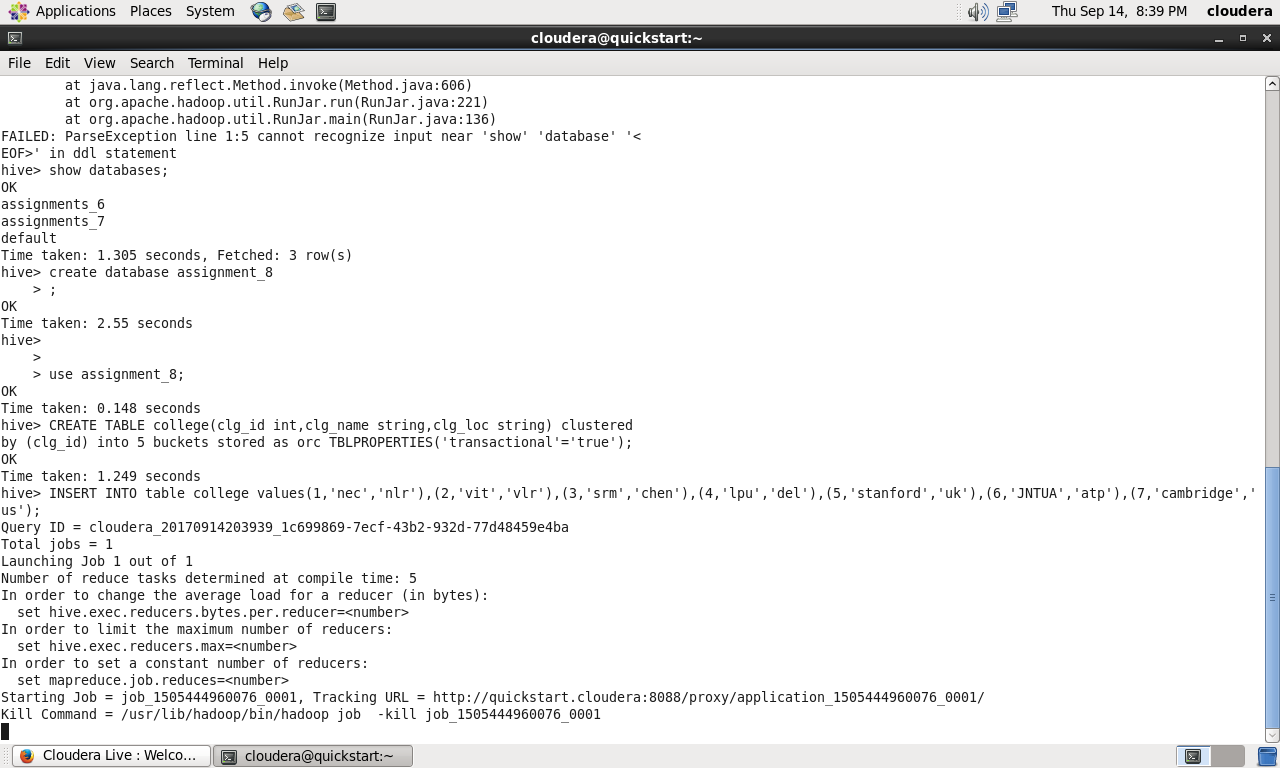 Applications Places System Thu Sep 14, 8:39 PM cloudera
cloudera@quickstart:~
File Edit View Search Terminal Help
        at java.lang.reflect.Method.invoke(Method.java:606)
        at org.apache.hadoop.util.RunJar.run(RunJar.java:221)
        at org.apache.hadoop.util.RunJar.main(RunJar.java:136)
FAILED: ParseException line 1:5 cannot recognize input near 'show' 'database' '<
EOF>' in ddl statement
hive> show databases;
OK
assignments_6
assignments_7
default
Time taken: 1.305 seconds, Fetched: 3 row(s)
hive> create database assignment_8
    > ;
OK
Time taken: 2.55 seconds
hive>
    >
    > use assignment_8;
OK
Time taken: 0.148 seconds
hive> CREATE TABLE college(clg_id int,clg_name string,clg_loc string) clustered
by (clg_id) into 5 buckets stored as orc TBLPROPERTIES('transactional'='true');
OK
Time taken: 1.249 seconds
hive> INSERT INTO table college values(1,'nec','nlr'),(2,'vit','vlr'),(3,'srm','chen'),(4,'lpu','del'),(5,'stanford','uk'),(6,'JNTUA','atp'),(7,'cambridge','
us');
Query ID = cloudera_20170914203939_1c699869-7ecf-43b2-932d-77d48459e4ba
Total jobs = 1
Launching Job 1 out of 1
Number of reduce tasks determined at compile time: 5
In order to change the average load for a reducer (in bytes):
  set hive.exec.reducers.bytes.per.reducer=<number>
In order to limit the maximum number of reducers:
  set hive.exec.reducers.max=<number>
In order to set a constant number of reducers:
  set mapreduce.job.reduces=<number>
Starting Job = job_1505444960076_0001, Tracking URL = http://quickstart.cloudera:8088/proxy/application_1505444960076_0001/
Kill Command = /usr/lib/hadoop/bin/hadoop job  -kill job_1505444960076_0001
Cloudera Live : Welco... cloudera@quickstart:~